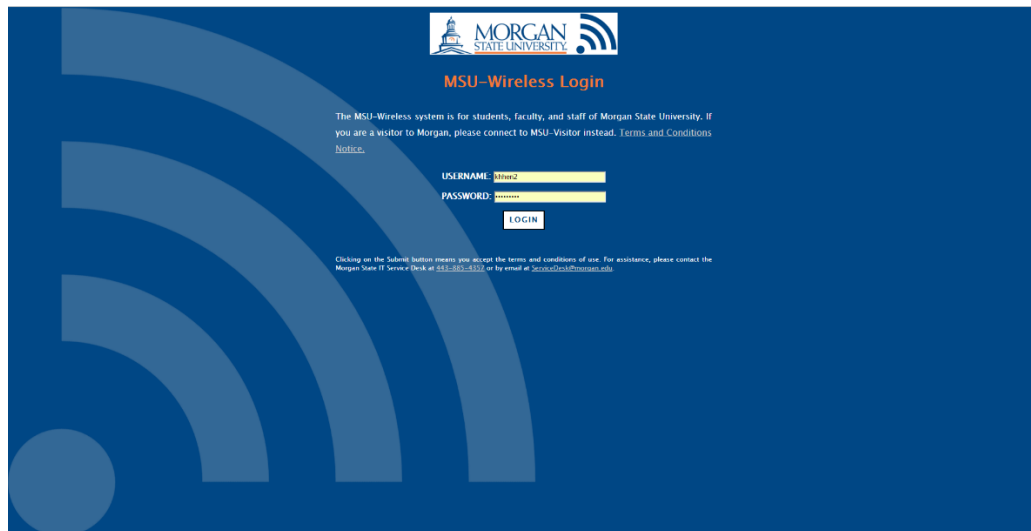 MORGAN
STATE UNIVERSITY
MSU-Wireless Login
The MSU-Wireless system is for students, faculty, and staff of Morgan State University. If
you are a visitor to Morgan, please connect to MSU-Visitor instead. Terms and Conditions
Notice.
USERNAME: khhen2
PASSWORD: •••••••••
LOGIN
Clicking on the Submit button means you accept the terms and conditions of use. For assistance, please contact the
Morgan State IT Service Desk at 443-885-4357 or by email at ServiceDesk@morgan.edu.